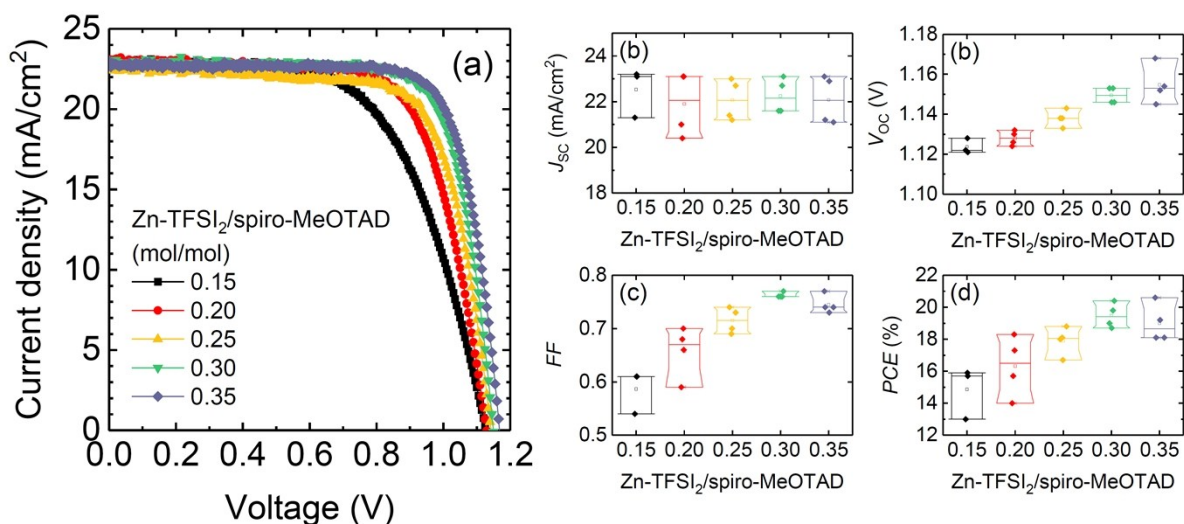 (a)
Current density (mA/cm²)
25
20
15
10
5
0
Zn-TFSI₂/spiro-MeOTAD
(mol/mol)
0.15
0.20
0.25
0.30
0.35
0.0 0.2 0.4 0.6 0.8 1.0 1.2
Voltage (V)
(b)
J_SC (mA/cm²)
24
22
20
18
0.15 0.20 0.25 0.30 0.35
Zn-TFSI₂/spiro-MeOTAD
(b)
V_OC (V)
1.18
1.16
1.14
1.12
1.10
0.15 0.20 0.25 0.30 0.35
Zn-TFSI₂/spiro-MeOTAD
(c)
FF
0.8
0.7
0.6
0.5
0.15 0.20 0.25 0.30 0.35
Zn-TFSI₂/spiro-MeOTAD
(d)
PCE (%)
22
21
20
19
18
17
16
15
14
13
12
0.15 0.20 0.25 0.30 0.35
Zn-TFSI₂/spiro-MeOTAD